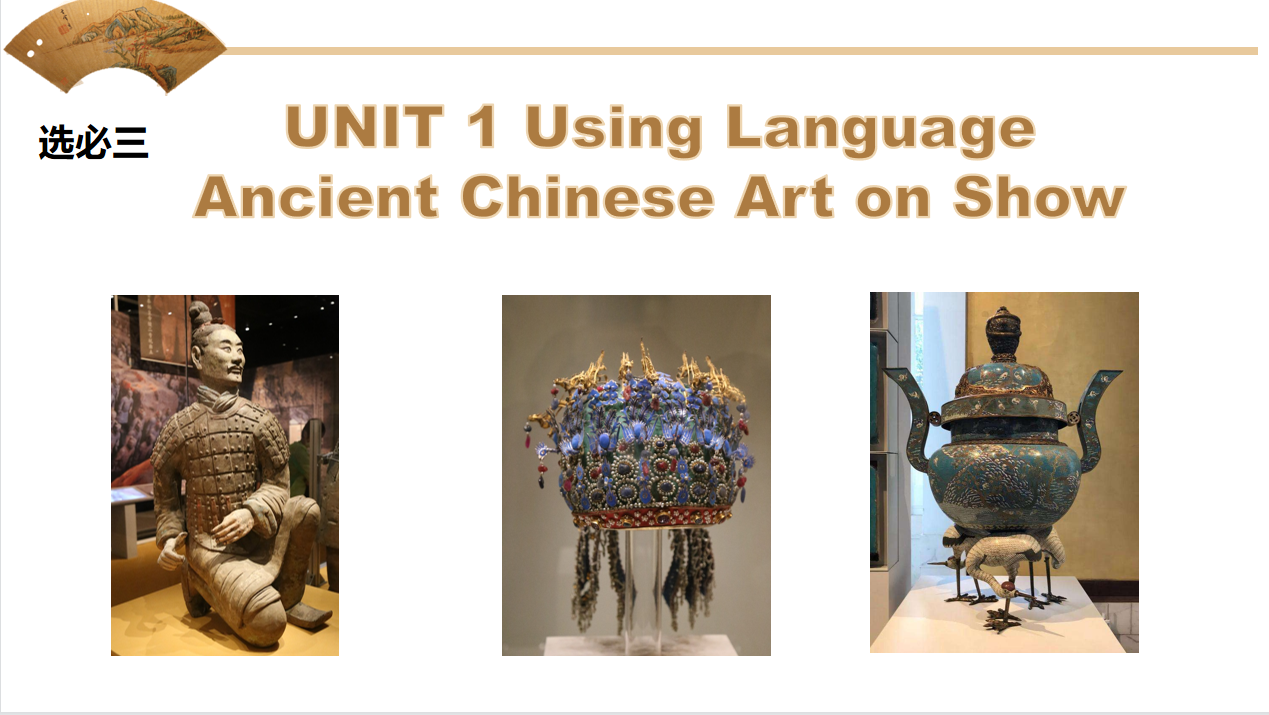 选必三
UNIT 1 Using Language
Ancient Chinese Art on Show